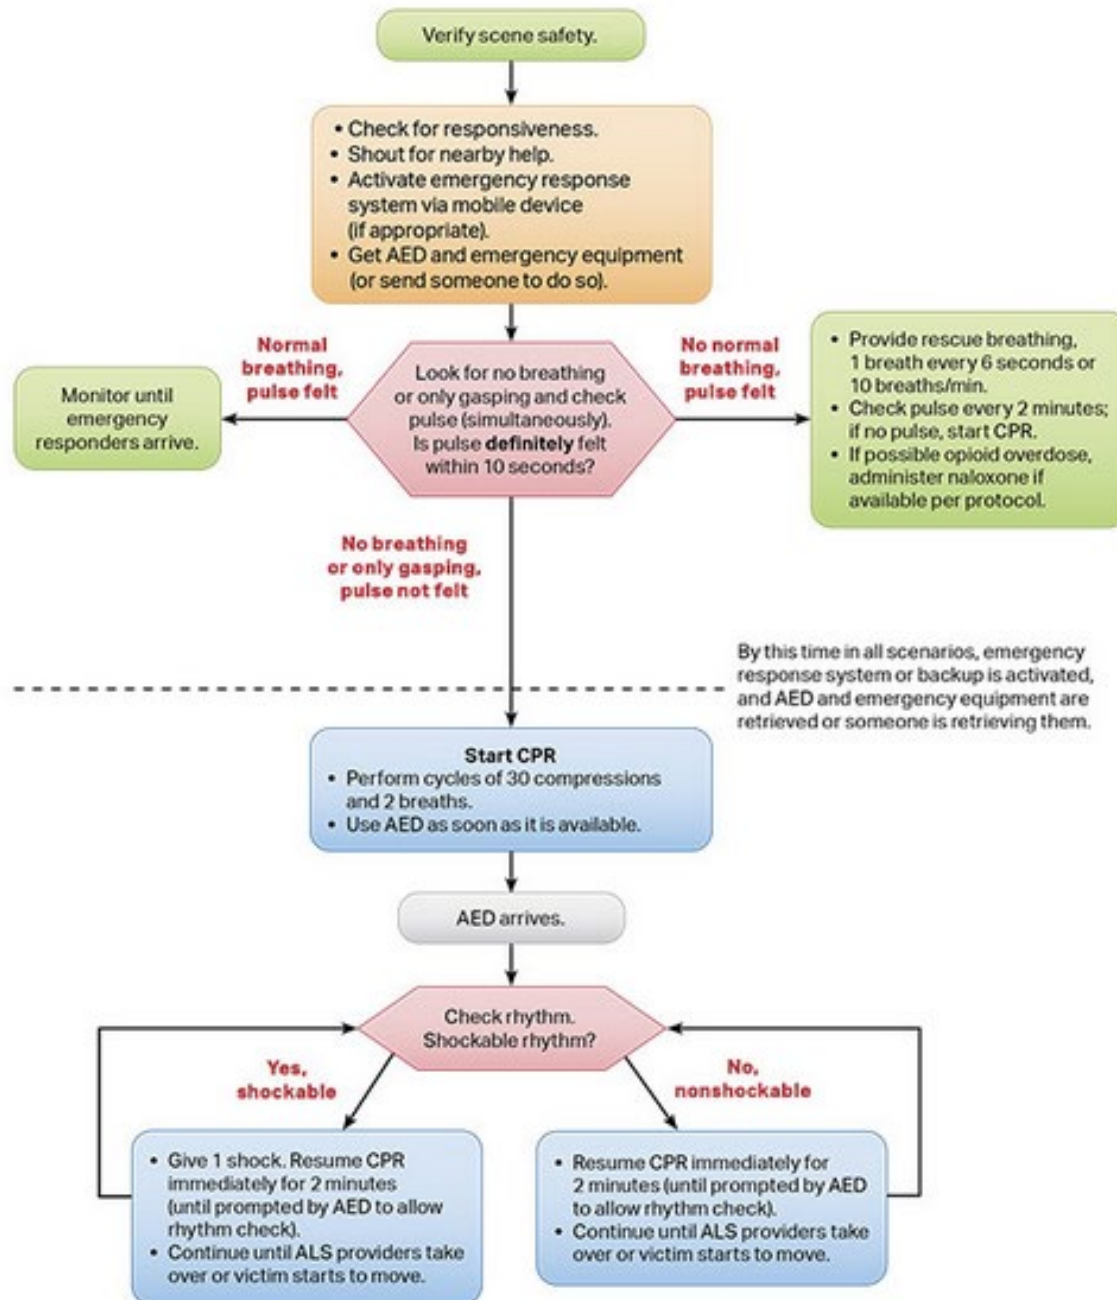 Verify scene safety.
• Check for responsiveness.
• Shout for nearby help.
• Activate emergency response
system via mobile device
(if appropriate).
• Get AED and emergency equipment
(or send someone to do so).
Normal
breathing,
pulse felt
No normal
breathing,
pulse felt
Monitor until
emergency
responders arrive.
Look for no breathing
or only gasping and check
pulse (simultaneously).
Is pulse definitely felt
within 10 seconds?
• Provide rescue breathing,
1 breath every 6 seconds or
10 breaths/min.
• Check pulse every 2 minutes;
if no pulse, start CPR.
• If possible opioid overdose,
administer naloxone if
available per protocol.
No breathing
or only gasping,
pulse not felt
By this time in all scenarios, emergency
response system or backup is activated,
and AED and emergency equipment are
retrieved or someone is retrieving them.
Start CPR
• Perform cycles of 30 compressions
and 2 breaths.
• Use AED as soon as it is available.
AED arrives.
Check rhythm.
Shockable rhythm?
Yes,
shockable
No,
nonshockable
• Give 1 shock. Resume CPR
immediately for 2 minutes
(until prompted by AED to allow
rhythm check).
• Continue until ALS providers take
over or victim starts to move.
• Resume CPR immediately for
2 minutes (until prompted by AED
to allow rhythm check).
• Continue until ALS providers take
over or victim starts to move.